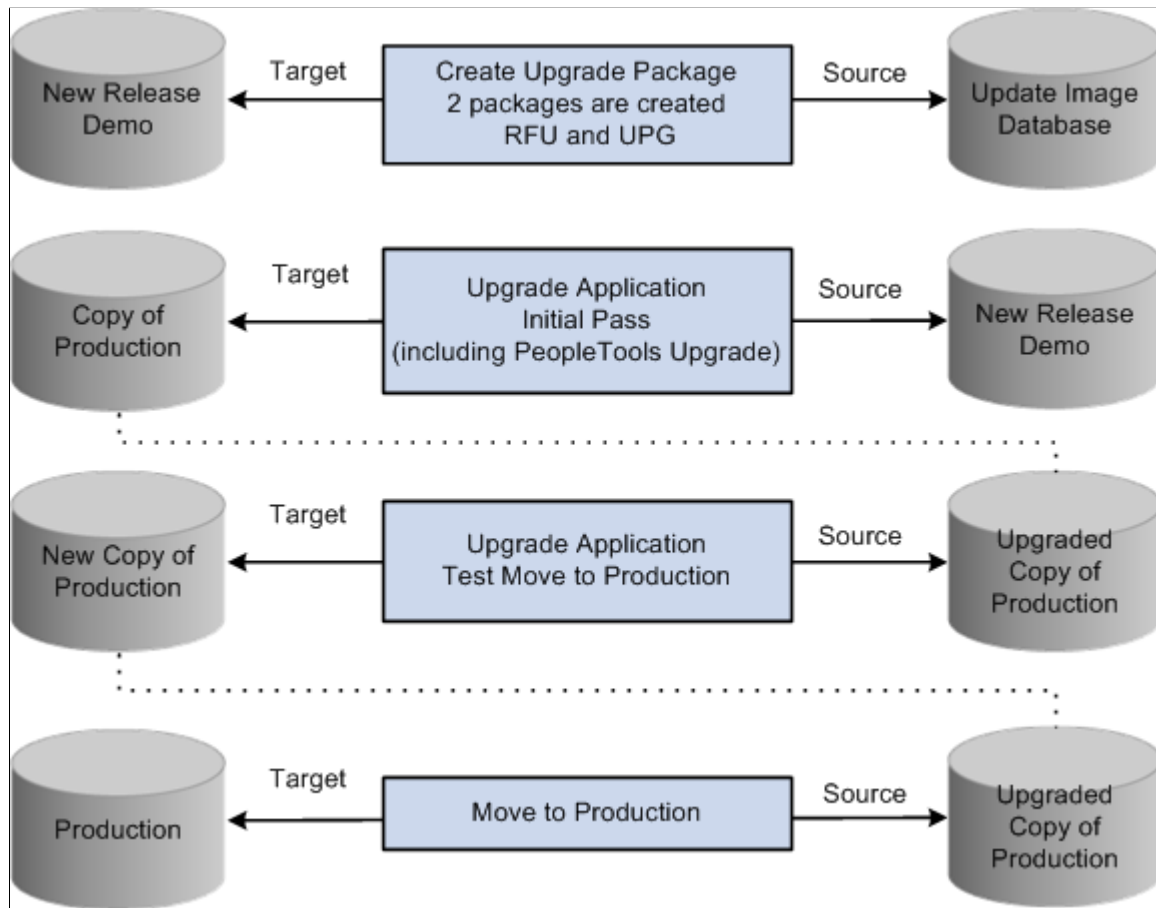 New Release
Demo
Target
Create Upgrade Package
2 packages are created
RFU and UPG
Source
Update Image
Database
Copy of
Production
Target
Upgrade Application
Initial Pass
(including PeopleTools Upgrade)
Source
New Release
Demo
New Copy of
Production
Target
Upgrade Application
Test Move to Production
Source
Upgraded
Copy of
Production
Production
Target
Move to Production
Source
Upgraded
Copy of
Production